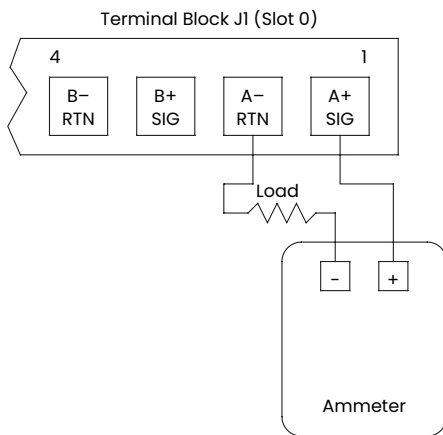 Terminal Block J1 (Slot 0)
4 1
B– B+ A– A+
RTN SIG RTN SIG
Load
- +
Ammeter